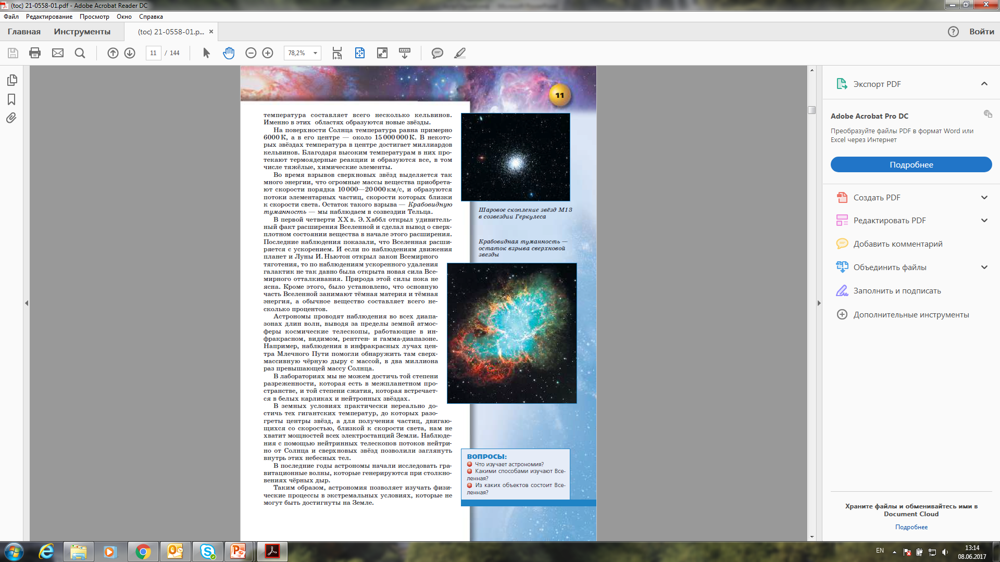 (toc) 21-0558-01.pdf - Adobe Acrobat Reader DC
Файл Редактирование Просмотр Окно Справка
Главная Инструменты (toc) 21-0558-01.p... × Войти
11 / 144 78,2%
11
температура составляет всего несколько кельвинов.
Именно в этих областях образуются новые звёзды.
На поверхности Солнца температура равна примерно
6000 К, а в его центре — около 15 000 000 К. В некото-
рых звёздах температура в центре достигает миллиардов
кельвинов. Благодаря высоким температурам в них про-
текают термоядерные реакции и образуются все, в том
числе тяжёлые, химические элементы.
Во время взрывов сверхновых звёзд выделяется так
много энергии, что огромные массы вещества приобрета-
ют скорости порядка 10 000—20 000 км/с, и образуются
потоки элементарных частиц, скорости которых близки
к скорости света. Остаток такого взрыва — Крабовидную
туманность — мы наблюдаем в созвездии Тельца.
В первой четверти XX в. Э. Хаббл открыл удивитель-
ный факт расширения Вселенной и сделал вывод о сверх-
плотном состоянии вещества в начале этого расширения.
Последние наблюдения показали, что Вселенная расши-
ряется с ускорением. И если по наблюдениям движения
планет и Луны И. Ньютон открыл закон Всемирного
тяготения, то по наблюдениям ускоренного удаления
галактик не так давно была открыта новая сила Все-
мирного отталкивания. Природа этой силы пока не
ясна. Кроме этого, было установлено, что основную
часть Вселенной занимают тёмная материя и тёмная
энергия, а обычное вещество составляет всего не-
сколько процентов.
Астрономы проводят наблюдения во всех диапа-
зонах длин волн, выводя за пределы земной атмос-
феры космические телескопы, работающие в ин-
фракрасном, видимом, рентген- и гамма-диапазоне.
Например, наблюдения в инфракрасных лучах цен-
тра Млечного Пути помогли обнаружить там сверх-
массивную чёрную дыру с массой, в два миллиона
раз превышающей массу Солнца.
В лабораториях мы не можем достичь той степени
разреженности, которая есть в межпланетном про-
странстве, и той степени сжатия, которая встречает-
ся в белых карликах и нейтронных звёздах.
В земных условиях практически нереально до-
стичь тех гигантских температур, до которых разо-
греты центры звёзд, а для получения частиц, двигаю-
щихся со скоростью, близкой к скорости света, нам не
хватит мощностей всех электростанций Земли. Наблюде-
ния с помощью нейтринных телескопов потоков нейтри-
но от Солнца и сверхновых звёзд позволили заглянуть
внутрь этих небесных тел.
В последние годы астрономы начали исследовать гра-
витационные волны, которые генерируются при столкно-
вениях чёрных дыр.
Таким образом, астрономия позволяет изучать физи-
ческие процессы в экстремальных условиях, которые не
могут быть достигнуты на Земле.
Шаровое скопление звёзд М13
в созвездии Геркулеса
Крабовидная туманность —
остаток взрыва сверхновой
звезды
ВОПРОСЫ:
Что изучает астрономия?
Какими способами изучают Все-
ленная?
Из каких объектов состоит Все-
ленная?
Экспорт PDF
Adobe Acrobat Pro DC
Преобразуйте файлы PDF в формат Word или
Excel через Интернет
Подробнее
Создать PDF
Редактировать PDF
Добавить комментарий
Объединить файлы
Заполнить и подписать
Дополнительные инструменты
Храните файлы и обменивайтесь ими в
Document Cloud
Подробнее
EN
13:14
08.06.2017